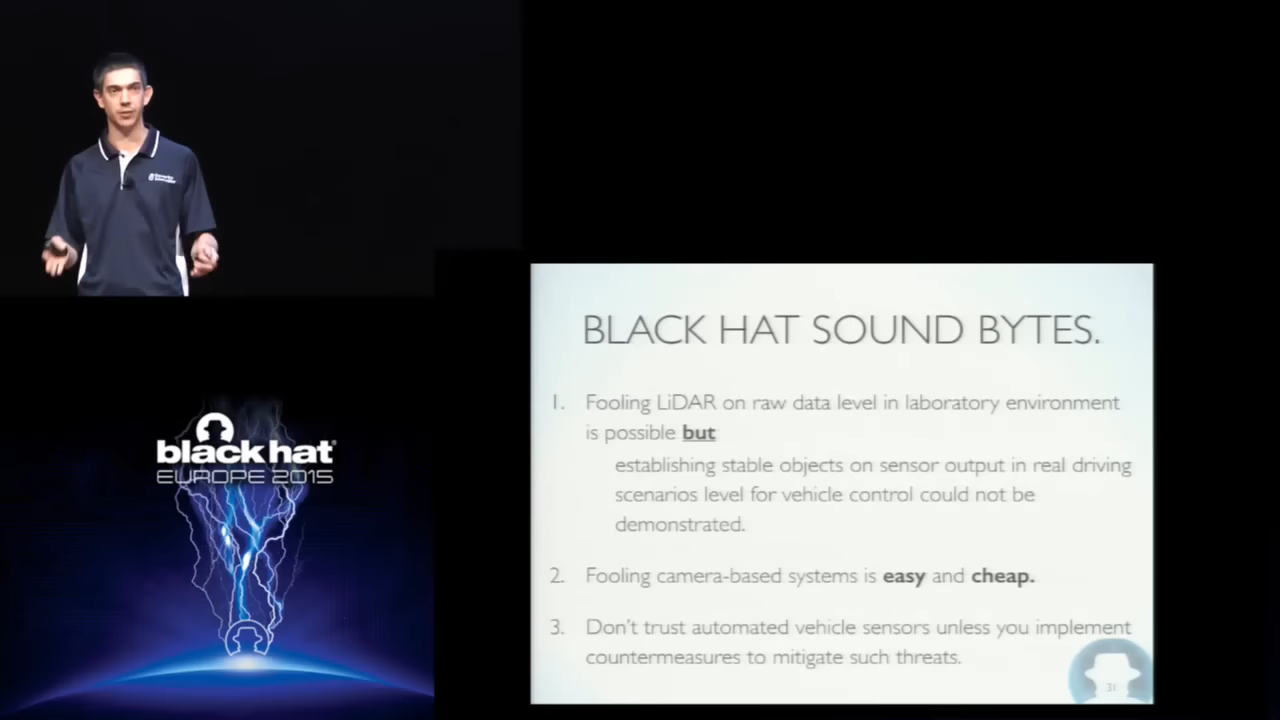 BLACK HAT SOUND BYTES.
1. Fooling LiDAR on raw data level in laboratory environment
is possible but
establishing stable objects on sensor output in real driving
scenarios level for vehicle control could not be
demonstrated.
2. Fooling camera-based systems is easy and cheap.
3. Don't trust automated vehicle sensors unless you implement
countermeasures to mitigate such threats.
31
black hat®
EUROPE 2015